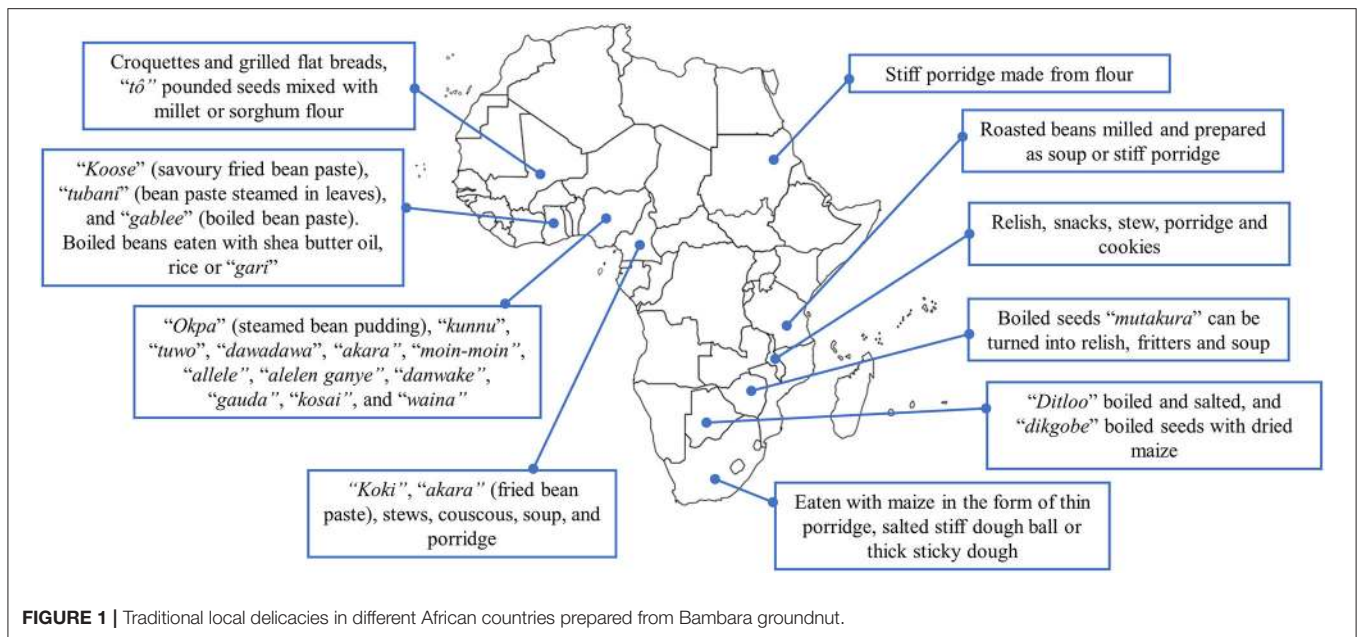 Croquettes and grilled flat breads,
“tô” pounded seeds mixed with
millet or sorghum flour
Stiff porridge made from flour
Roasted beans milled and prepared
as soup or stiff porridge
“Koose” (savoury fried bean paste),
“tubani” (bean paste steamed in leaves),
and “gablee” (boiled bean paste).
Boiled beans eaten with shea butter oil,
rice or “gari”
Relish, snacks, stew, porridge and
cookies
“Okpa” (steamed bean pudding), “kunnu”,
“tuwo”, “dawadawa”, “akara”, “moin-moin”,
“allele”, “alelen ganye”, “danwake”,
“gauda”, “kosai”, and “waina”
Boiled seeds “mutakura” can be
turned into relish, fritters and soup
“Ditloo” boiled and salted, and
“dikgobe” boiled seeds with dried
maize
“Koki”, “akara” (fried bean
paste), stews, couscous, soup, and
porridge
Eaten with maize in the form of thin
porridge, salted stiff dough ball or
thick sticky dough
FIGURE 1 | Traditional local delicacies in different African countries prepared from Bambara groundnut.